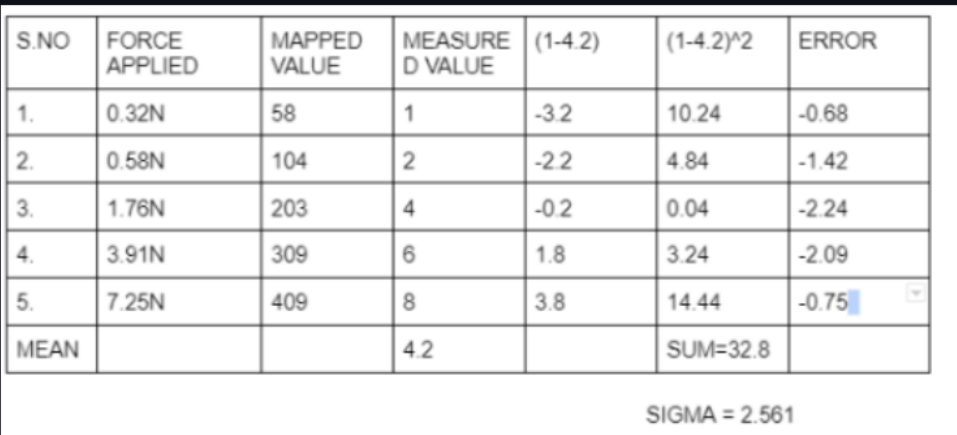 S.NO FORCE APPLIED MAPPED VALUE MEASURE D VALUE (1-4.2) (1-4.2)^2 ERROR
1. 0.32N 58 1 -3.2 10.24 -0.68
2. 0.58N 104 2 -2.2 4.84 -1.42
3. 1.76N 203 4 -0.2 0.04 -2.24
4. 3.91N 309 6 1.8 3.24 -2.09
5. 7.25N 409 8 3.8 14.44 -0.75
MEAN 4.2 SUM=32.8
SIGMA = 2.561